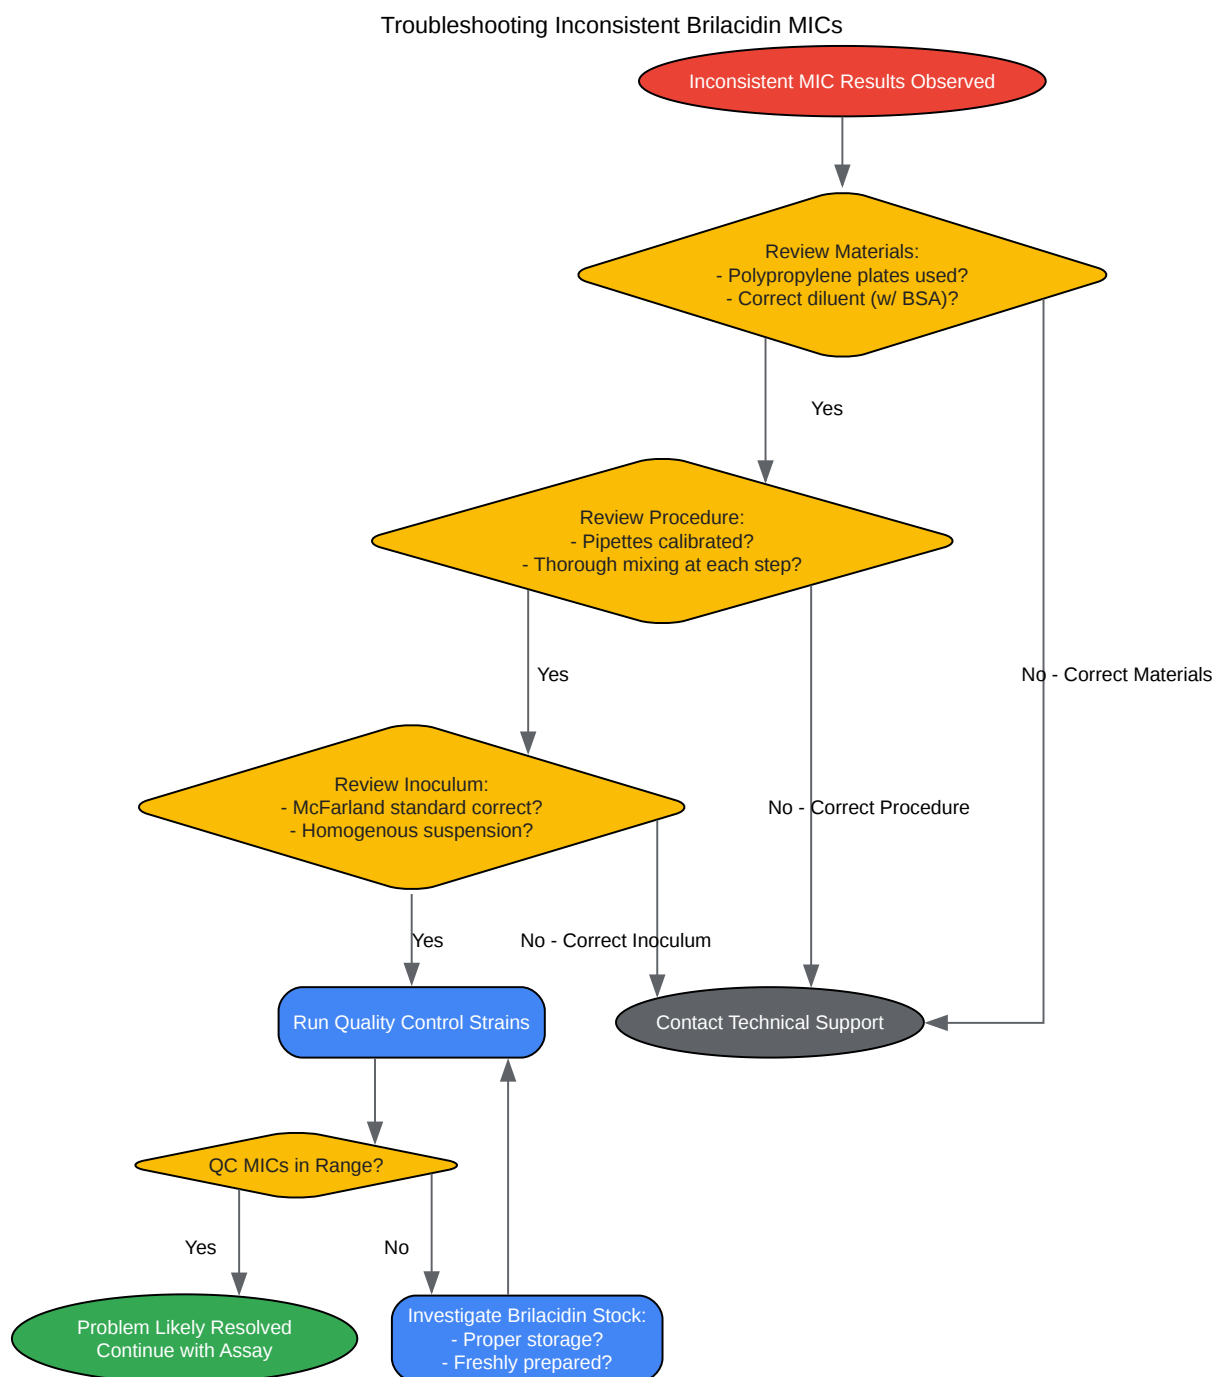 Troubleshooting Inconsistent Brilacidin MICs
Inconsistent MIC Results Observed
Review Materials:
- Polypropylene plates used?
- Correct diluent (w/ BSA)?
Yes
Review Procedure:
- Pipettes calibrated?
- Thorough mixing at each step?
Yes
No - Correct Materials
Review Inoculum:
- McFarland standard correct?
- Homogenous suspension?
No - Correct Procedure
Yes
No - Correct Inoculum
Run Quality Control Strains
Contact Technical Support
QC MICs in Range?
Yes
No
Problem Likely Resolved
Continue with Assay
Investigate Brilacidin Stock:
- Proper storage?
- Freshly prepared?